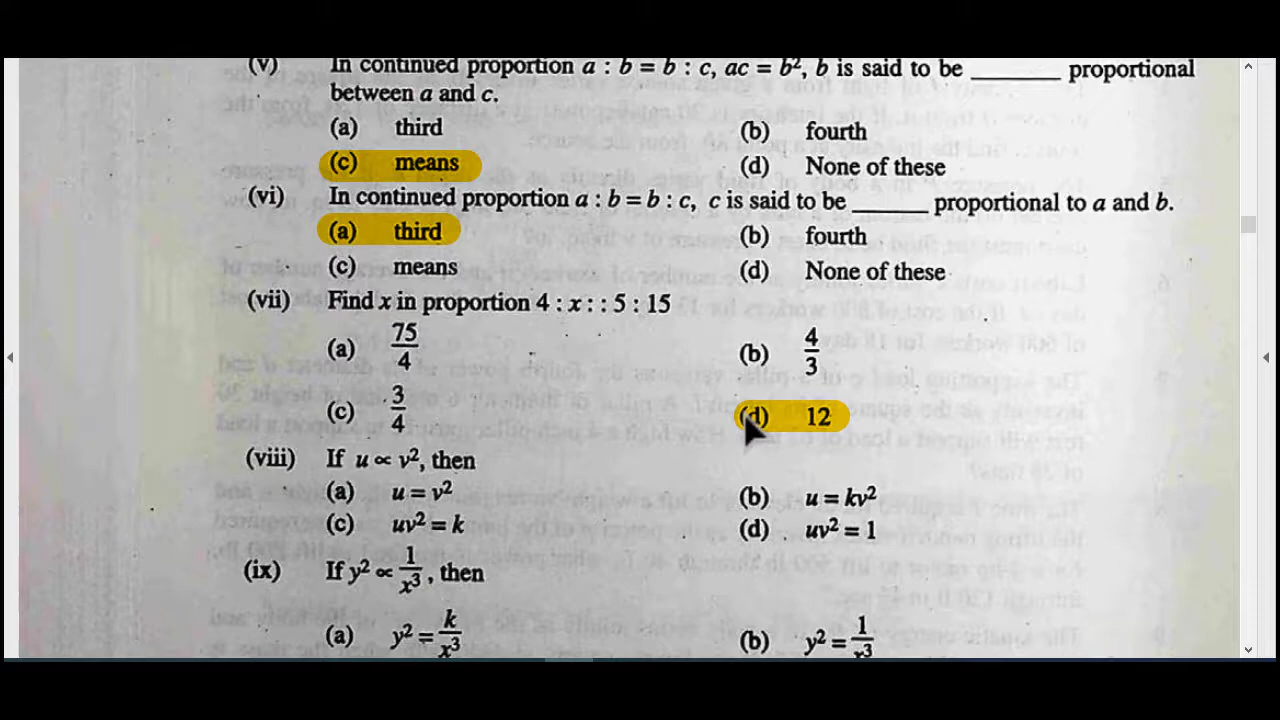 (v) In continued proportion a : b = b : c, ac = b², b is said to be ________ proportional
between a and c.
(a) third (b) fourth
(c) means (d) None of these
(vi) In continued proportion a : b = b : c, c is said to be _______ proportional to a and b.
(a) third (b) fourth
(c) means (d) None of these
(vii) Find x in proportion 4 : x : : 5 : 15
(a) 75/4 (b) 4/3
(c) 3/4 (d) 12
(viii) If u ∝ v², then
(a) u = v² (b) u = kv²
(c) uv² = k (d) uv² = 1
(ix) If y² ∝ 1/x³, then
(a) y² = k/x³ (b) y² = 1/x³